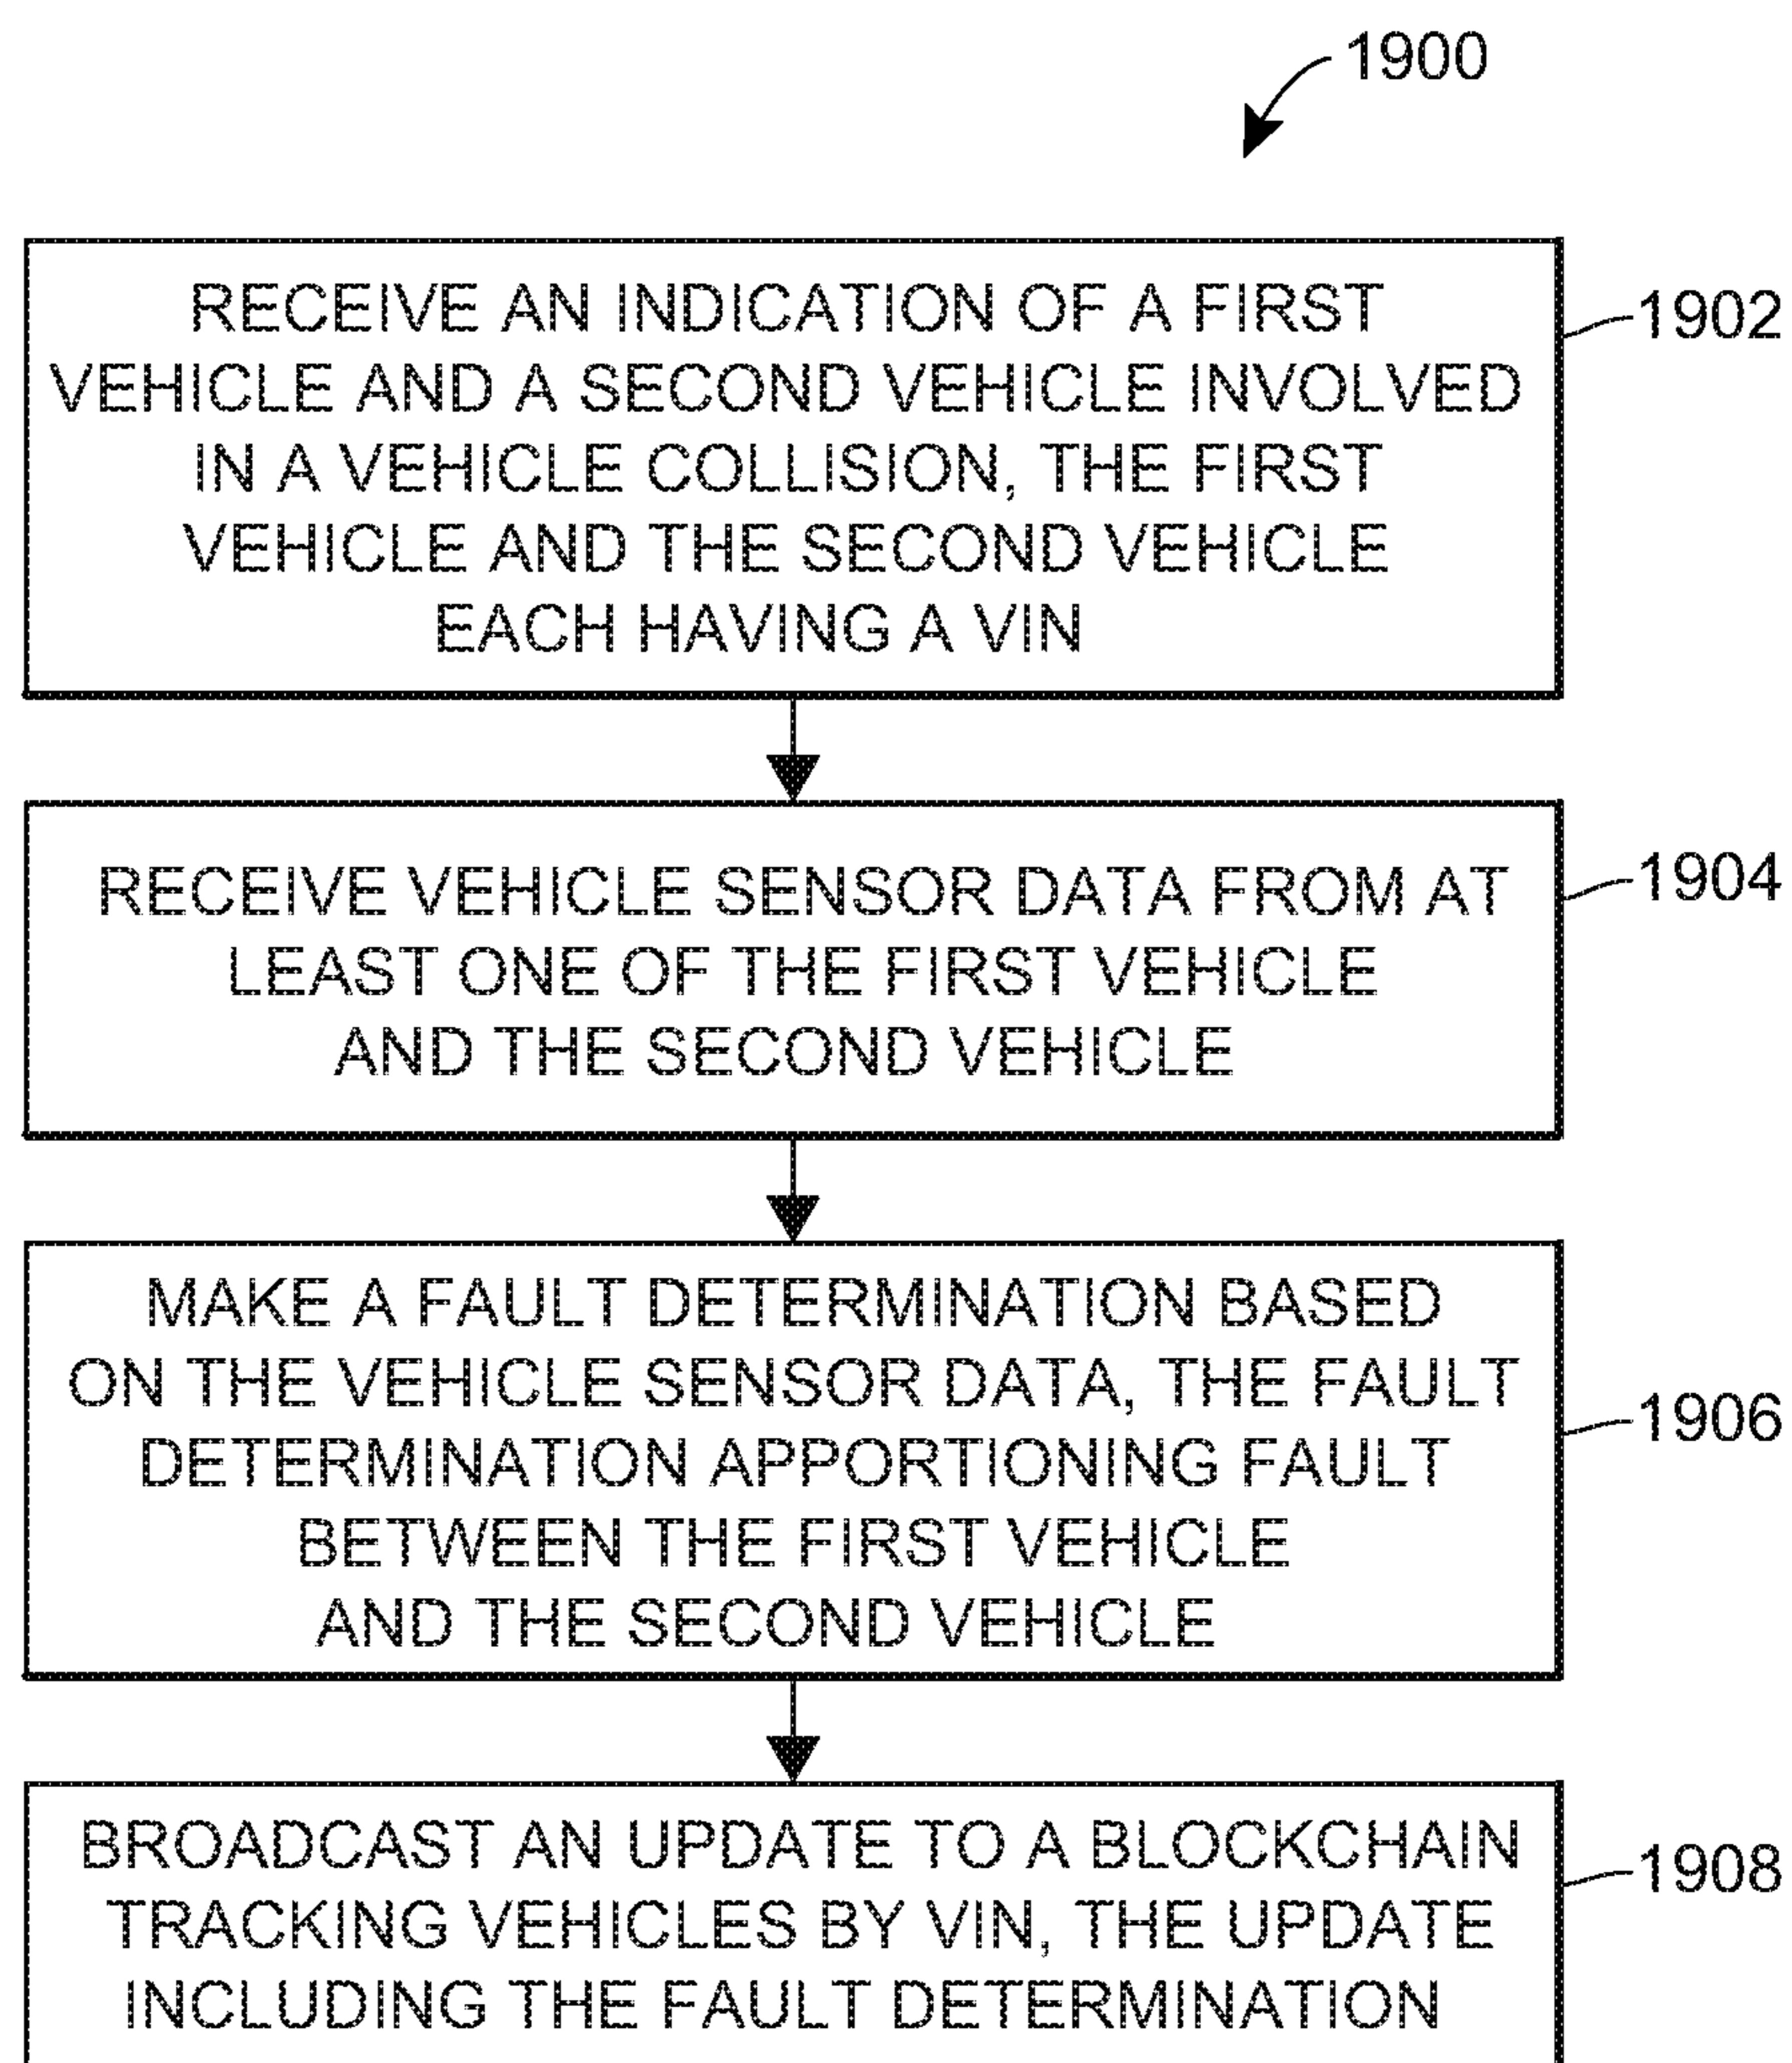 1900
RECEIVE AN INDICATION OF A FIRST
VEHICLE AND A SECOND VEHICLE INVOLVED
IN A VEHICLE COLLISION, THE FIRST
VEHICLE AND THE SECOND VEHICLE
EACH HAVING A VIN
1902
RECEIVE VEHICLE SENSOR DATA FROM AT
LEAST ONE OF THE FIRST VEHICLE
AND THE SECOND VEHICLE
1904
MAKE A FAULT DETERMINATION BASED
ON THE VEHICLE SENSOR DATA, THE FAULT
DETERMINATION APPORTIONING FAULT
BETWEEN THE FIRST VEHICLE
AND THE SECOND VEHICLE
1906
BROADCAST AN UPDATE TO A BLOCKCHAIN
TRACKING VEHICLES BY VIN, THE UPDATE
INCLUDING THE FAULT DETERMINATION
1908